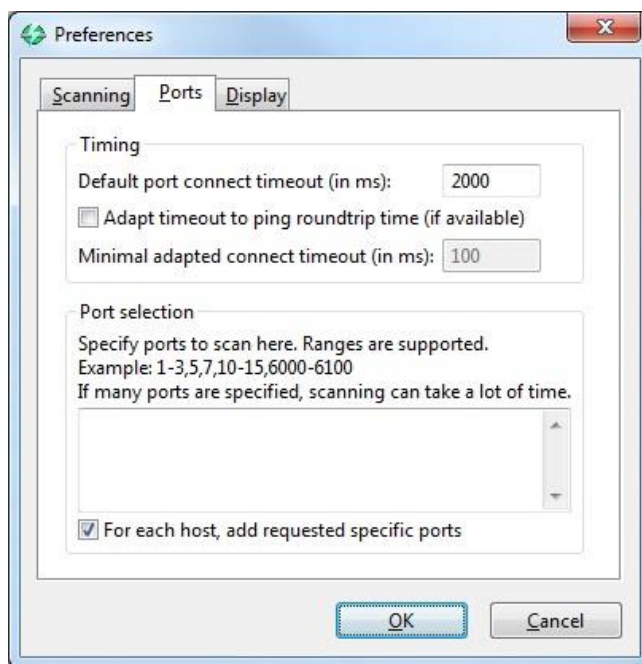 Preferences
Scanning Ports Display
Timing
Default port connect timeout (in ms): 2000
Adapt timeout to ping roundtrip time (if available)
Minimal adapted connect timeout (in ms): 100
Port selection
Specify ports to scan here. Ranges are supported.
Example: 1-3,5,7,10-15,6000-6100
If many ports are specified, scanning can take a lot of time.
For each host, add requested specific ports
OK Cancel